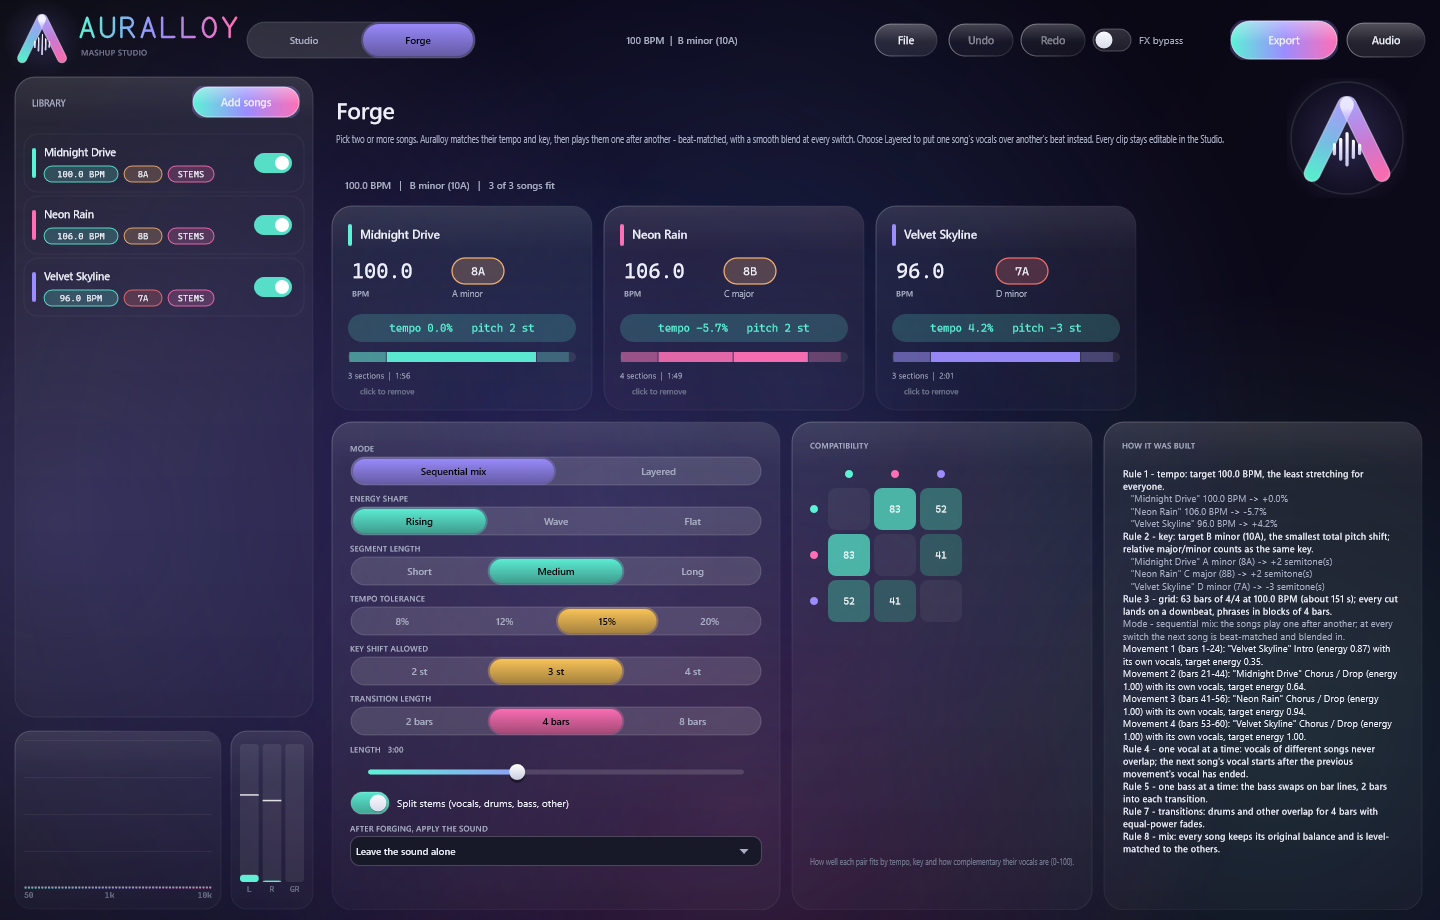 AURALLOY
MASHUP STUDIO
Studio
Forge
100 BPM | B minor (10A)
File
Undo
Redo
FX bypass
Export
Audio
LIBRARY
Add songs
Midnight Drive
100.0 BPM 8A STEMS
Neon Rain
106.0 BPM 8B STEMS
Velvet Skyline
96.0 BPM 7A STEMS
50 1k 10k
L R GR
Forge
Pick two or more songs. Auralloy matches their tempo and key, then plays them one after another - beat-matched, with a smooth blend at every switch. Choose Layered to put one song's vocals over another's beat instead. Every clip stays editable in the Studio.
100.0 BPM | B minor (10A) | 3 of 3 songs fit
Midnight Drive
100.0 8A
BPM A minor
tempo 0.0% pitch 2 st
3 sections | 1:56
click to remove
Neon Rain
106.0 8B
BPM C major
tempo -5.7% pitch 2 st
4 sections | 1:49
click to remove
Velvet Skyline
96.0 7A
BPM D minor
tempo 4.2% pitch -3 st
3 sections | 2:01
click to remove
MODE
Sequential mix Layered
ENERGY SHAPE
Rising Wave Flat
SEGMENT LENGTH
Short Medium Long
TEMPO TOLERANCE
8% 12% 15% 20%
KEY SHIFT ALLOWED
2 st 3 st 4 st
TRANSITION LENGTH
2 bars 4 bars 8 bars
LENGTH 3:00
Split stems (vocals, drums, bass, other)
AFTER FORGING, APPLY THE SOUND
Leave the sound alone
COMPATIBILITY
83 52
83 41
52 41
How well each pair fits by tempo, key and how complementary their vocals are (0-100).
HOW IT WAS BUILT
Rule 1 - tempo: target 100.0 BPM, the least stretching for
everyone.
"Midnight Drive" 100.0 BPM -> +0.0%
"Neon Rain" 106.0 BPM -> -5.7%
"Velvet Skyline" 96.0 BPM -> +4.2%
Rule 2 - key: target B minor (10A), the smallest total pitch shift;
relative major/minor counts as the same key.
"Midnight Drive" A minor (8A) -> +2 semitone(s)
"Neon Rain" C major (8B) -> +2 semitone(s)
"Velvet Skyline" D minor (7A) -> -3 semitone(s)
Rule 3 - grid: 63 bars of 4/4 at 100.0 BPM (about 151 s); every cut
lands on a downbeat, phrases in blocks of 4 bars.
Mode - sequential mix: the songs play one after another; at every
switch the next song is beat-matched and blended in.
Movement 1 (bars 1-24): "Velvet Skyline" Intro (energy 0.87) with
its own vocals, target energy 0.35.
Movement 2 (bars 21-44): "Midnight Drive" Chorus / Drop (energy
1.00) with its own vocals, target energy 0.64.
Movement 3 (bars 41-56): "Neon Rain" Chorus / Drop (energy
1.00) with its own vocals, target energy 0.94.
Movement 4 (bars 53-60): "Velvet Skyline" Chorus / Drop (energy
1.00) with its own vocals, target energy 1.00.
Rule 4 - one vocal at a time: vocals of different songs never
overlap; the next song's vocal starts after the previous
movement's vocal has ended.
Rule 5 - one bass at a time: the bass swaps on bar lines, 2 bars
into each transition.
Rule 7 - transitions: drums and other overlap for 4 bars with
equal-power fades.
Rule 8 - mix: every song keeps its original balance and is level-
matched to the others.